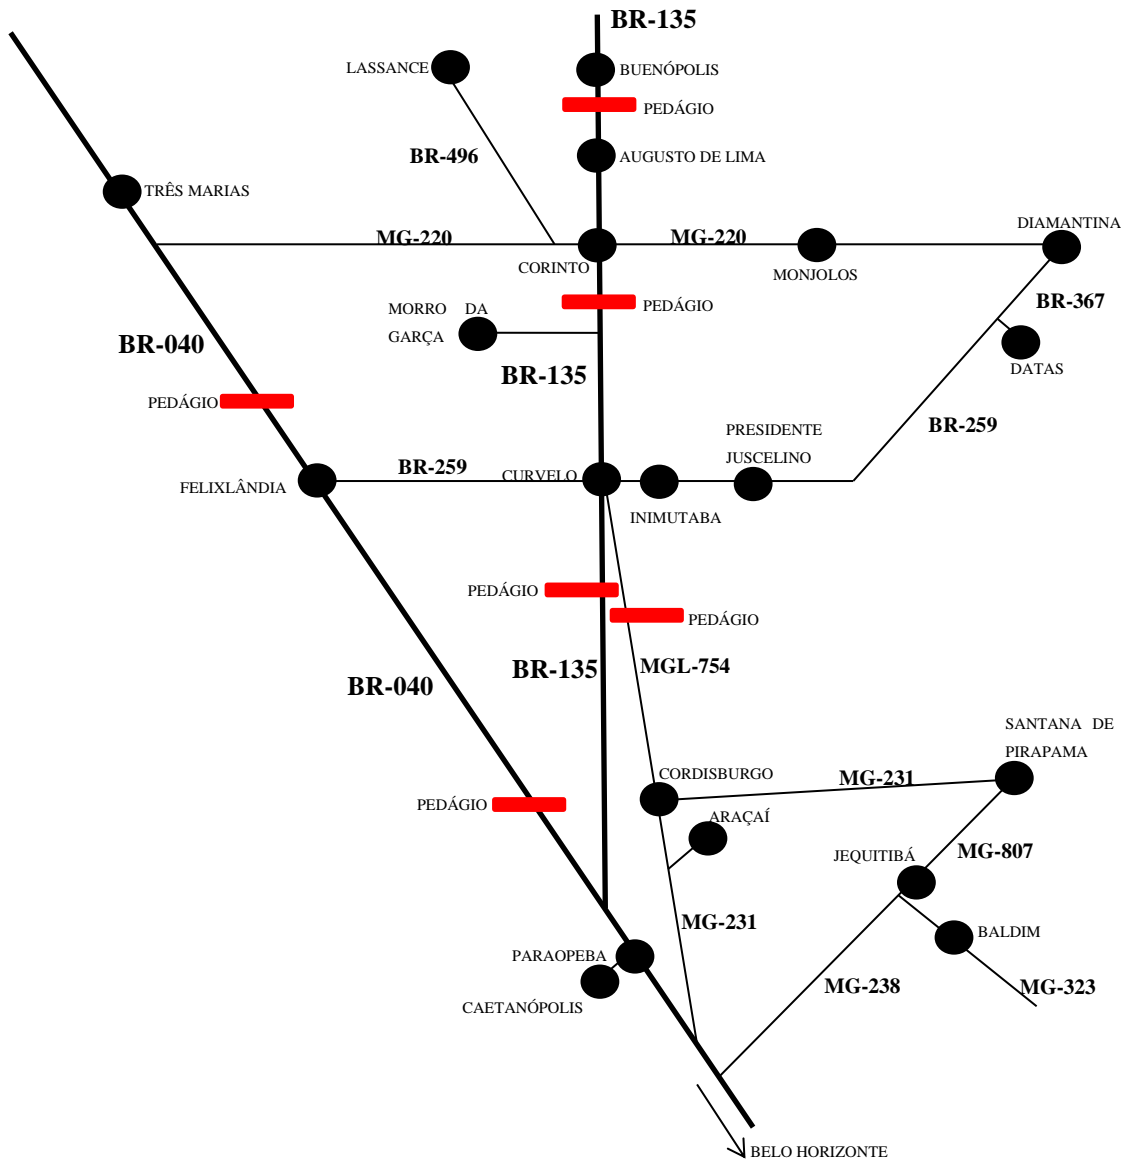 BR-135
LASSANCE
BUENÓPOLIS
PEDÁGIO
BR-496
AUGUSTO DE LIMA
TRÊS MARIAS
DIAMANTINA
MG-220
MG-220
CORINTO
MONJOLOS
MORRO DA
GARÇA
PEDÁGIO
BR-367
BR-040
BR-135
DATAS
PEDÁGIO
BR-259
PRESIDENTE
JUSCELINO
BR-259
CURVELO
FELIXLÂNDIA
INIMUTABA
PEDÁGIO
PEDÁGIO
BR-135
MGL-754
BR-040
SANTANA DE
PIRAPAMA
CORDISBURGO
MG-231
PEDÁGIO
ARAÇAÍ
JEQUITIBÁ
MG-807
MG-231
BALDIM
PARAOPEBA
MG-238
MG-323
CAETANÓPOLIS
BELO HORIZONTE